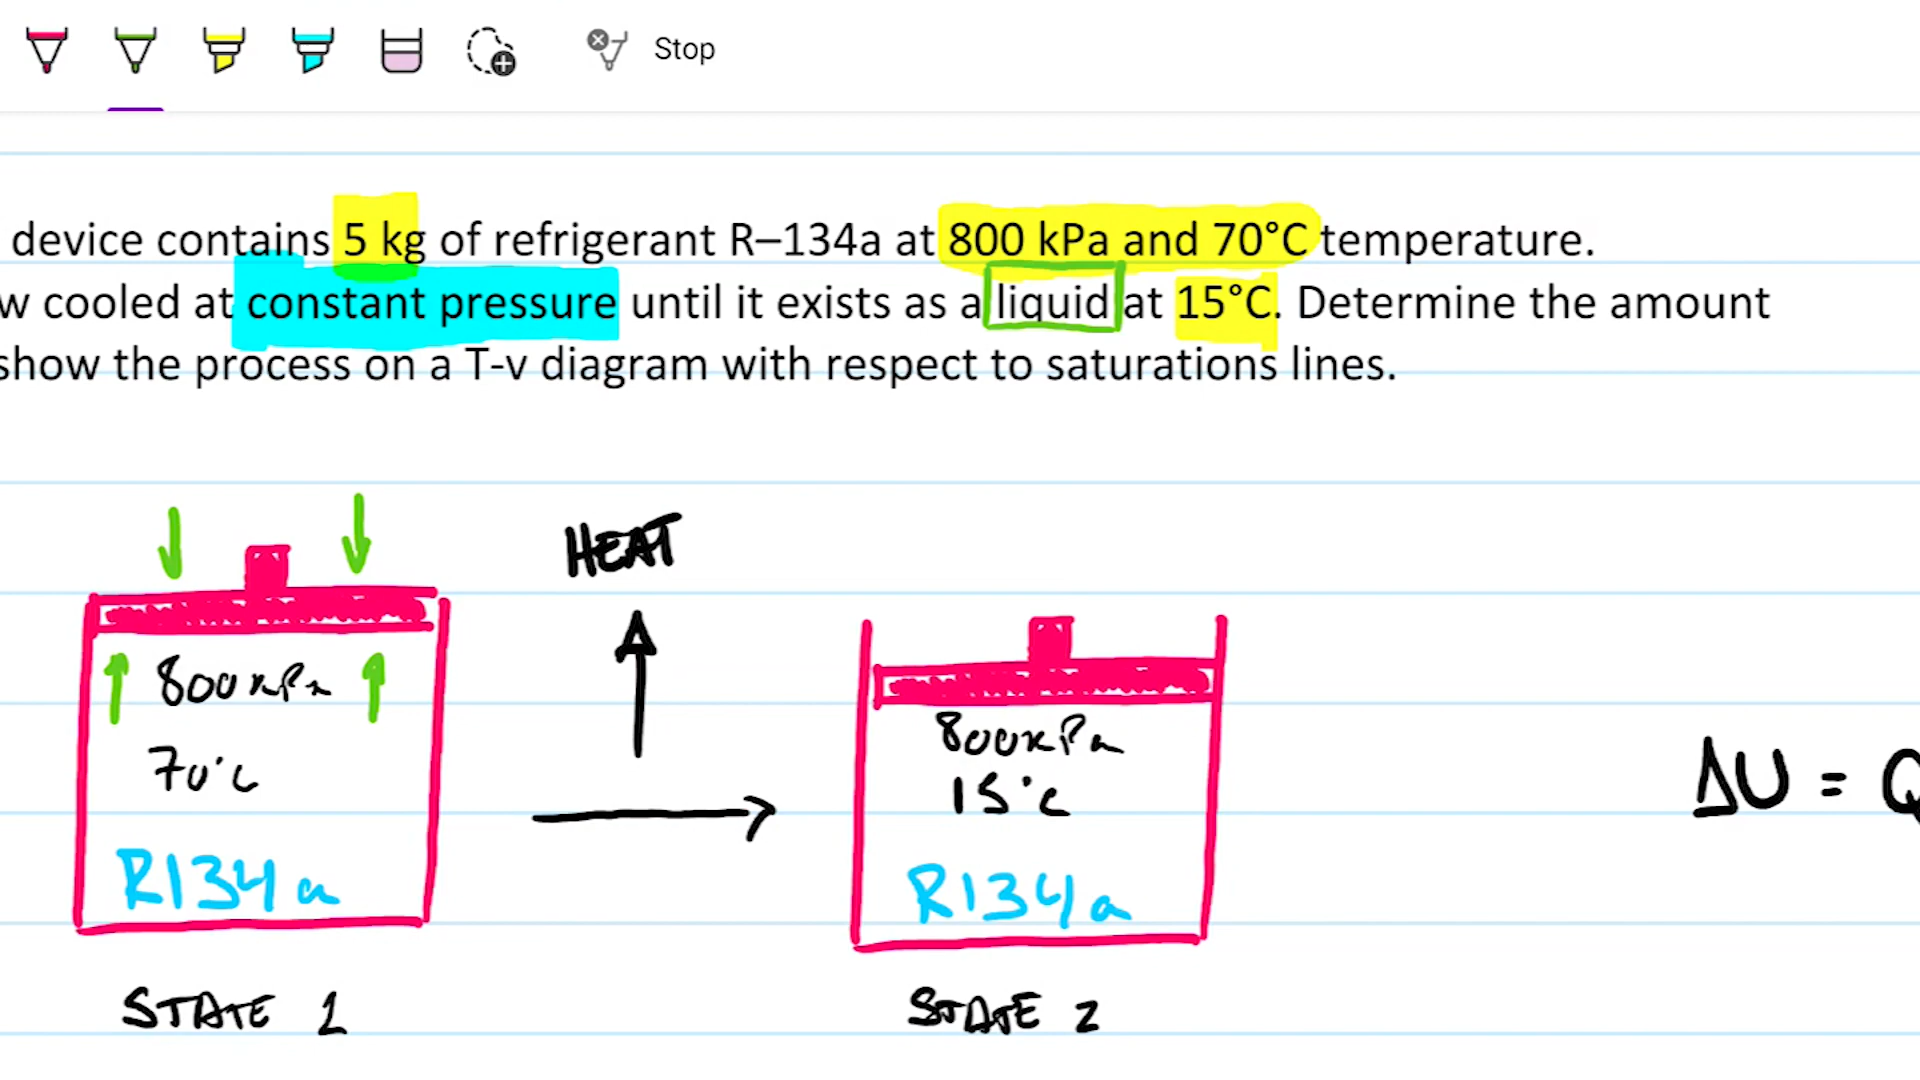 Stop
device contains 5 kg of refrigerant R–134a at 800 kPa and 70°C temperature.
w cooled at constant pressure until it exists as a liquid at 15°C. Determine the amount
show the process on a T-v diagram with respect to saturations lines.
HEAT
800 kPa
70°C
R134a
STATE 1
800 kPa
15°C
R134a
STATE 2
ΔU = Q